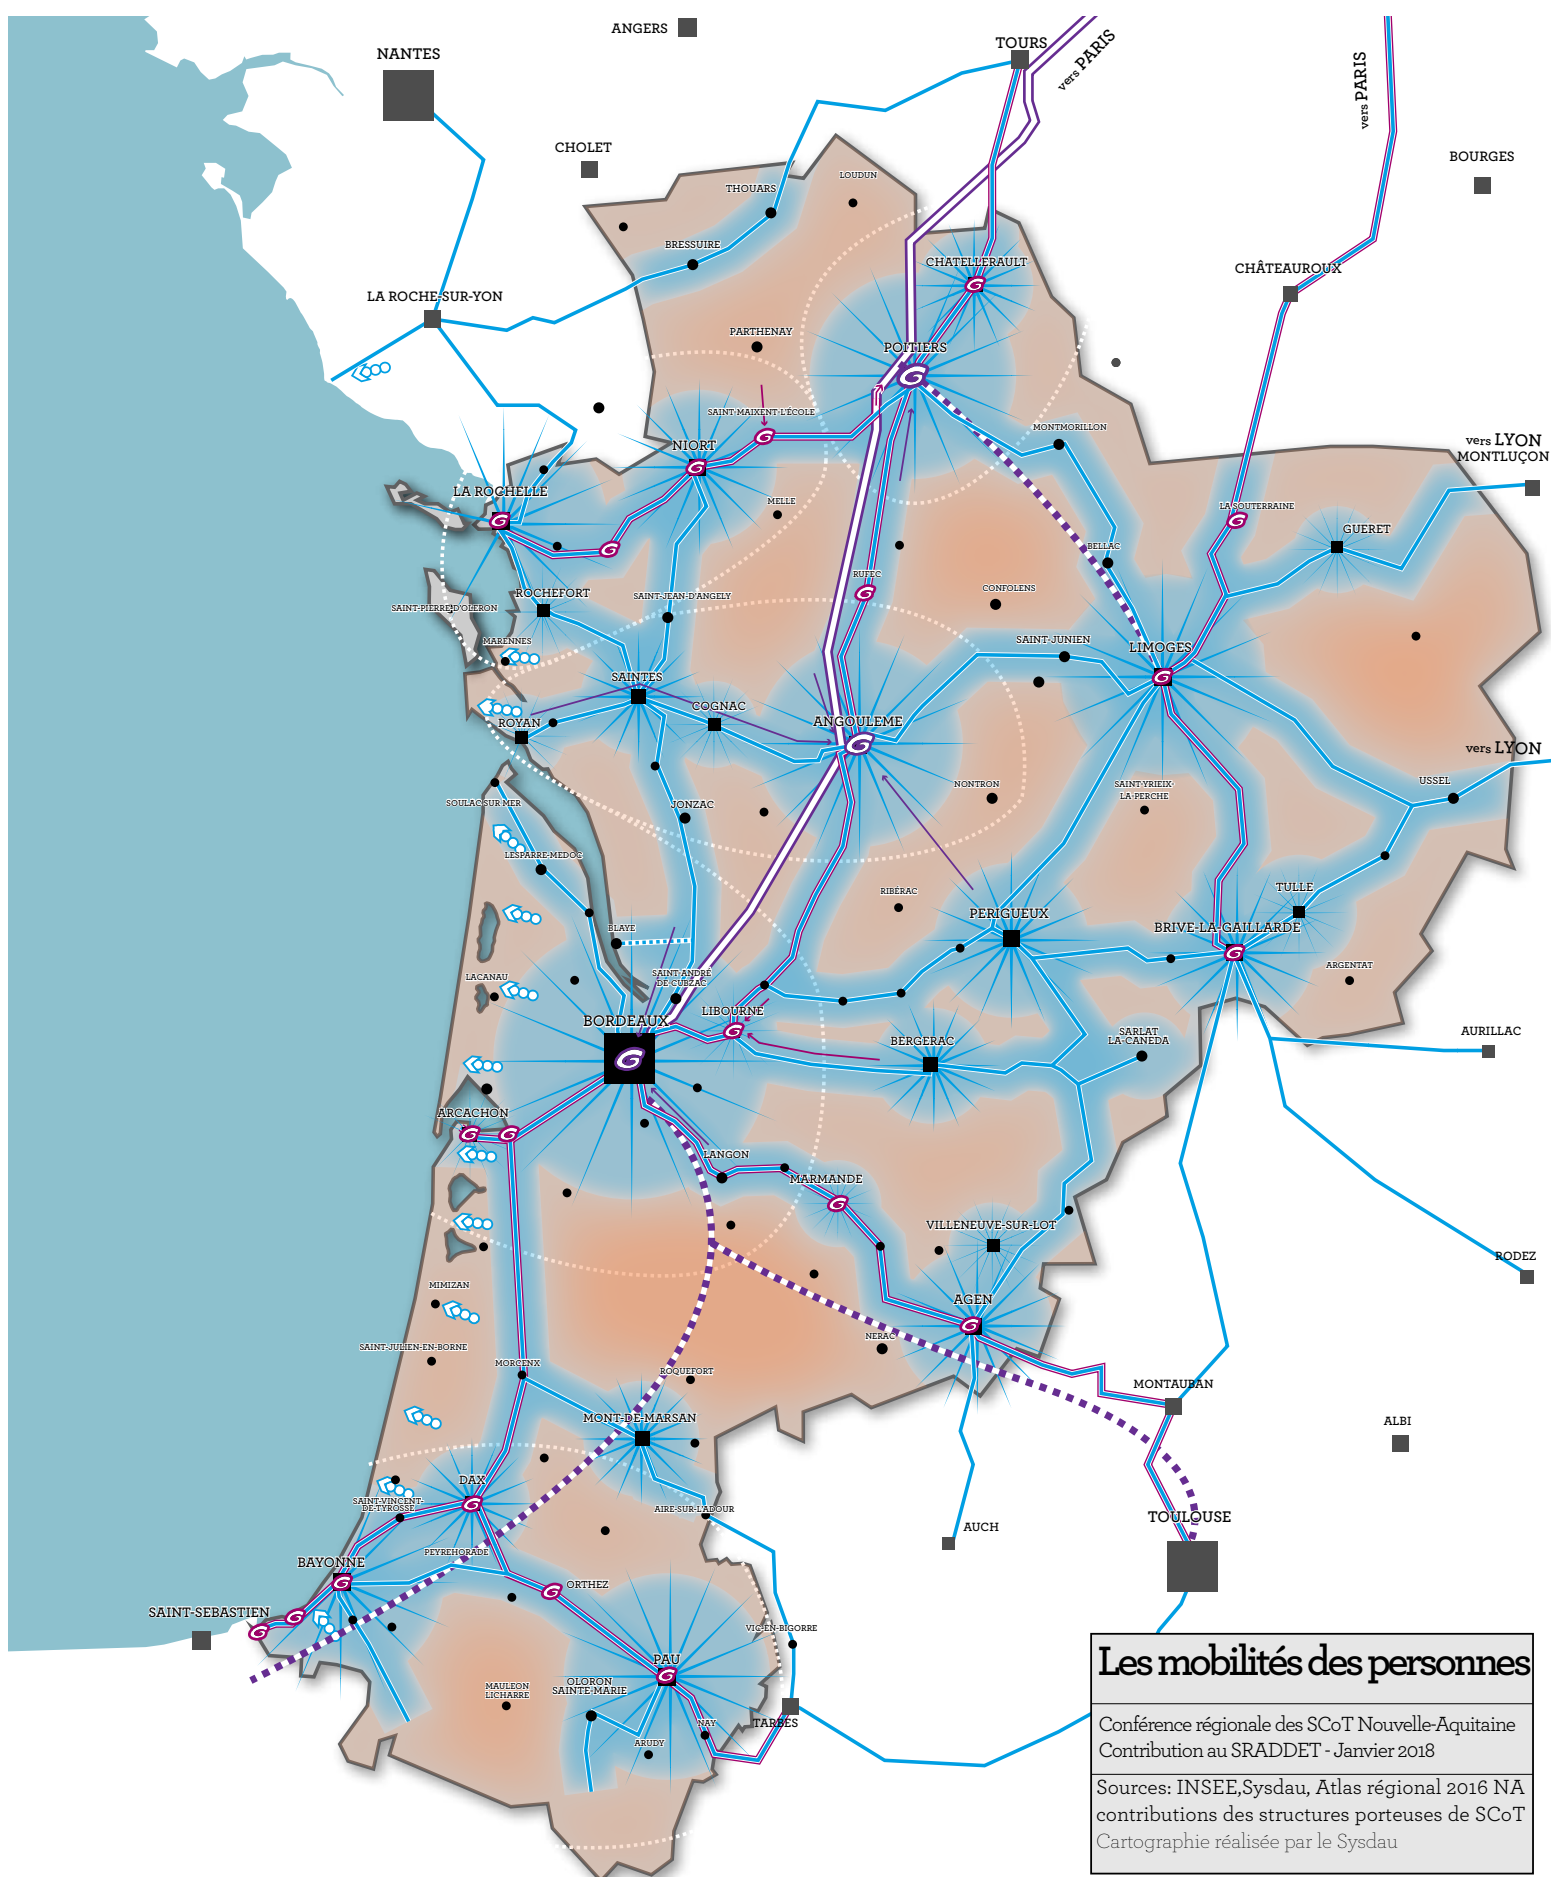 ANGERS
NANTES
TOURS
vers PARIS
vers PARIS
CHOLET
BOURGES
THOUARS
LOUDUN
BRESSUIRE
CHATELLERAULT
CHÂTEAUROUX
LA ROCHE-SUR-YON
PARTHENAY
POITIERS
SAINT-MAIXENT-L'ÉCOLE
MONTMORILLON
NIORT
vers LYON
MONTLUÇON
LA ROCHELLE
MELLE
LA SOUTERRAINE
GUERET
BELLAC
RUFEC
CONFOLENS
ROCHEFORT
SAINT-JEAN-D'ANGELY
SAINT-PIERRE-D'OLERON
MARENNES
SAINT-JUNIEN
LIMOGES
SAINTES
COGNAC
ROYAN
ANGOULEME
vers LYON
NONTRON
SAINT-YRIEIX-
LA-PERCHE
USSEL
SOULAC SUR MER
JONZAC
LESPARRE-MEDOC
RIBÉRAC
TULLE
PERIGUEUX
BRIVE-LA-GAILLARDE
BLAYE
ARGENTAT
LACANAU
SAINT-ANDRÉ
DE-CUBZAC
LIBOURNE
BORDEAUX
BERGERAC
SARLAT
LA-CANEDA
AURILLAC
ARCACHON
LANGON
MARMANDE
VILLENEUVE-SUR-LOT
RODEZ
MIMIZAN
AGEN
NERAC
SAINT-JULIEN-EN-BORNE
MORCENX
ROQUEFORT
MONTAUBAN
MONT-DE-MARSAN
ALBI
DAX
SAINT-VINCENT-
DE-TYROSSE
AIRE-SUR-L'ADOUR
TOULOUSE
AUCH
PEYREHORADE
BAYONNE
ORTHEZ
SAINT-SEBASTIEN
VIC-EN-BIGORRE
PAU
OLORON
SAINTE-MARIE
MAULEON
LICHARRE
NAY
TARBES
ARUDY
Les mobilités des personnes
Conférence régionale des SCoT Nouvelle-Aquitaine
Contribution au SRADDET - Janvier 2018
Sources: INSEE,Sysdau, Atlas régional 2016 NA
contributions des structures porteuses de SCoT
Cartographie réalisée par le Sysdau